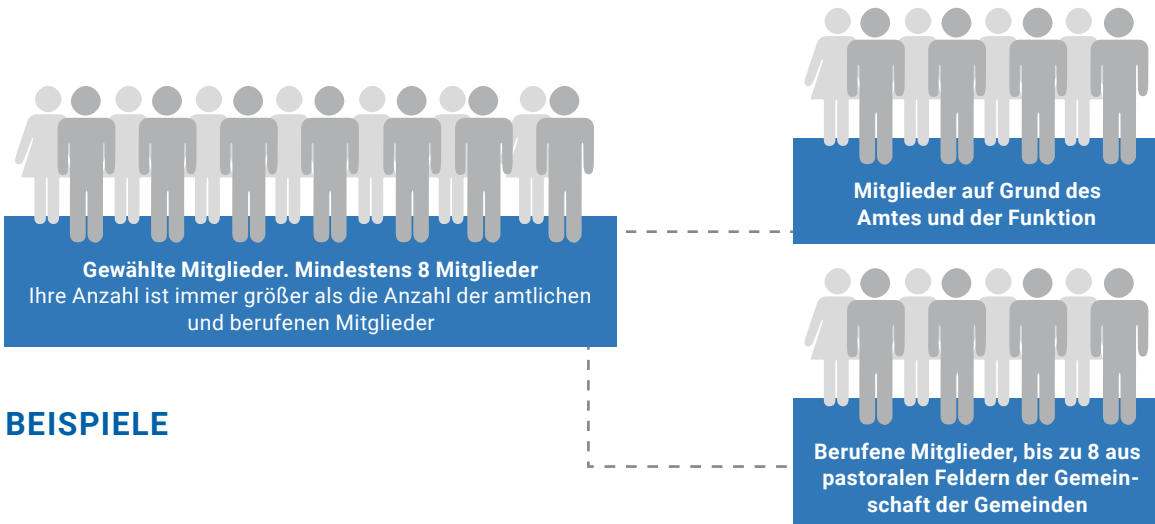 Mitglieder auf Grund des
Amtes und der Funktion
Gewählte Mitglieder. Mindestens 8 Mitglieder
Ihre Anzahl ist immer größer als die Anzahl der amtlichen
und berufenen Mitglieder
BEISPIELE
Berufene Mitglieder, bis zu 8 aus
pastoralen Feldern der Gemein-
schaft der Gemeinden